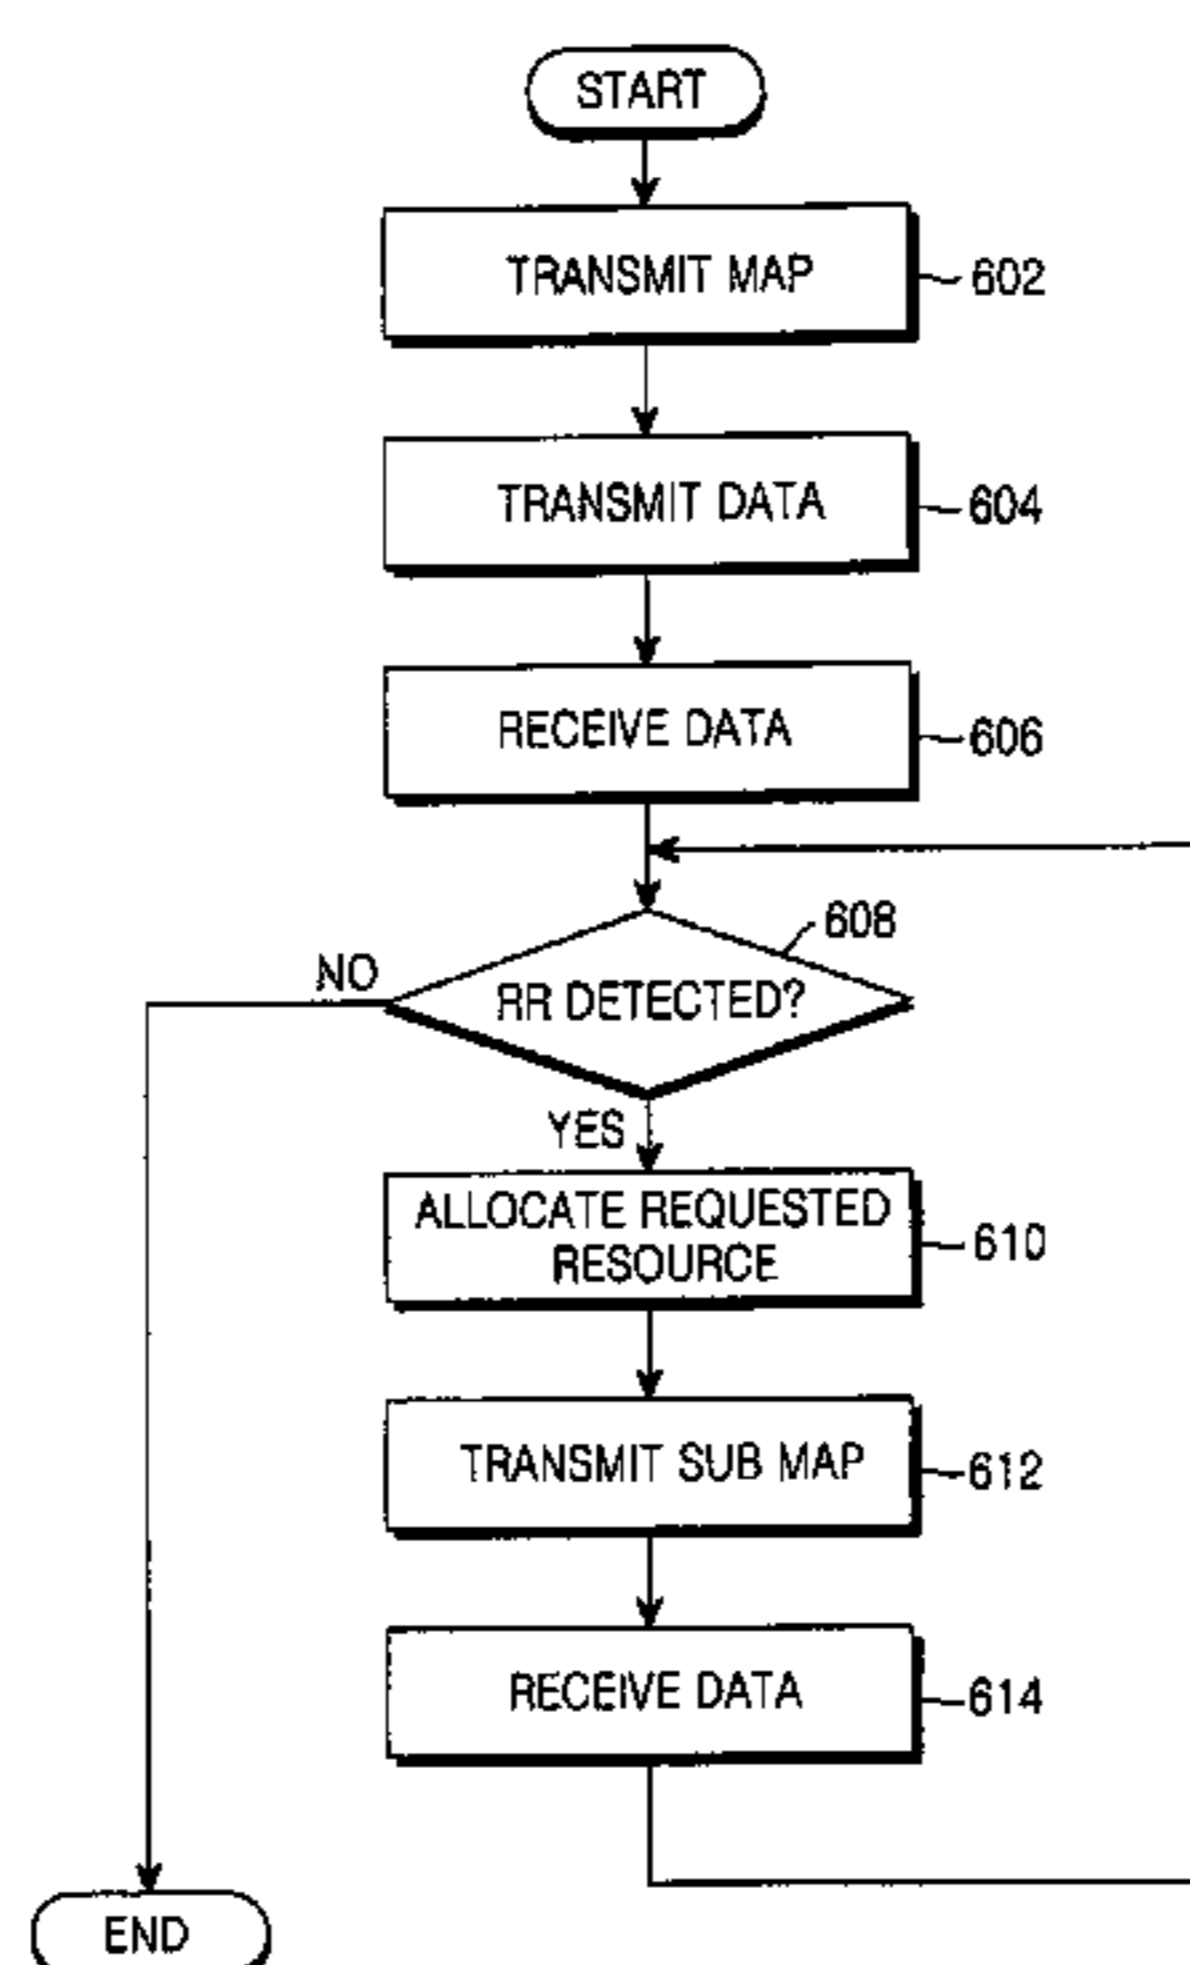 START
TRANSMIT MAP
602
TRANSMIT DATA
604
RECEIVE DATA
606
608
NO
RR DETECTED?
YES
ALLOCATE REQUESTED
RESOURCE
610
TRANSMIT SUB MAP
612
RECEIVE DATA
614
END